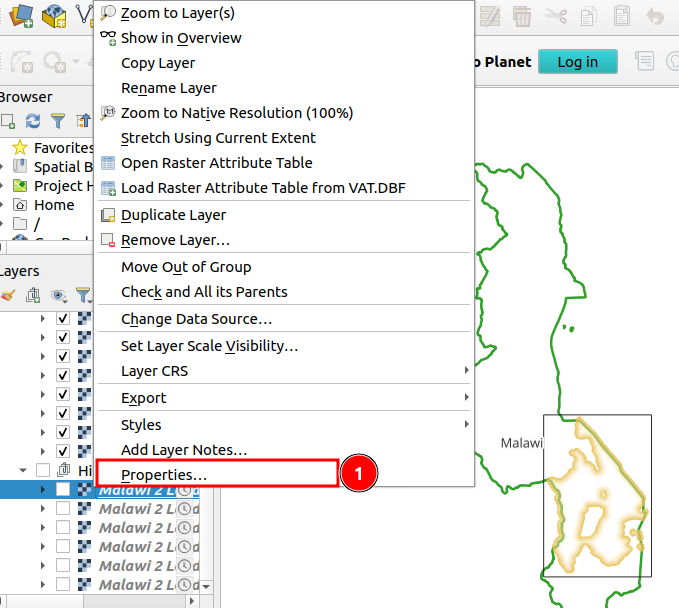 Zoom to Layer(s)
Show in Overview
Copy Layer
Rename Layer
Zoom to Native Resolution (100%)
Stretch Using Current Extent
Open Raster Attribute Table
Load Raster Attribute Table from VAT.DBF
Duplicate Layer
Remove Layer…
Move Out of Group
Check and All its Parents
Change Data Source…
Set Layer Scale Visibility…
Layer CRS
Export
Styles
Add Layer Notes…
Properties…
1
Planet
Log in
Browser
Favorites
Spatial B
Project H
Home
/
Layers
Hi
Malawi 2 L
Malawi 2 L
Malawi 2 L
Malawi 2 L
Malawi 2 L
Malawi 2 L
Malawi